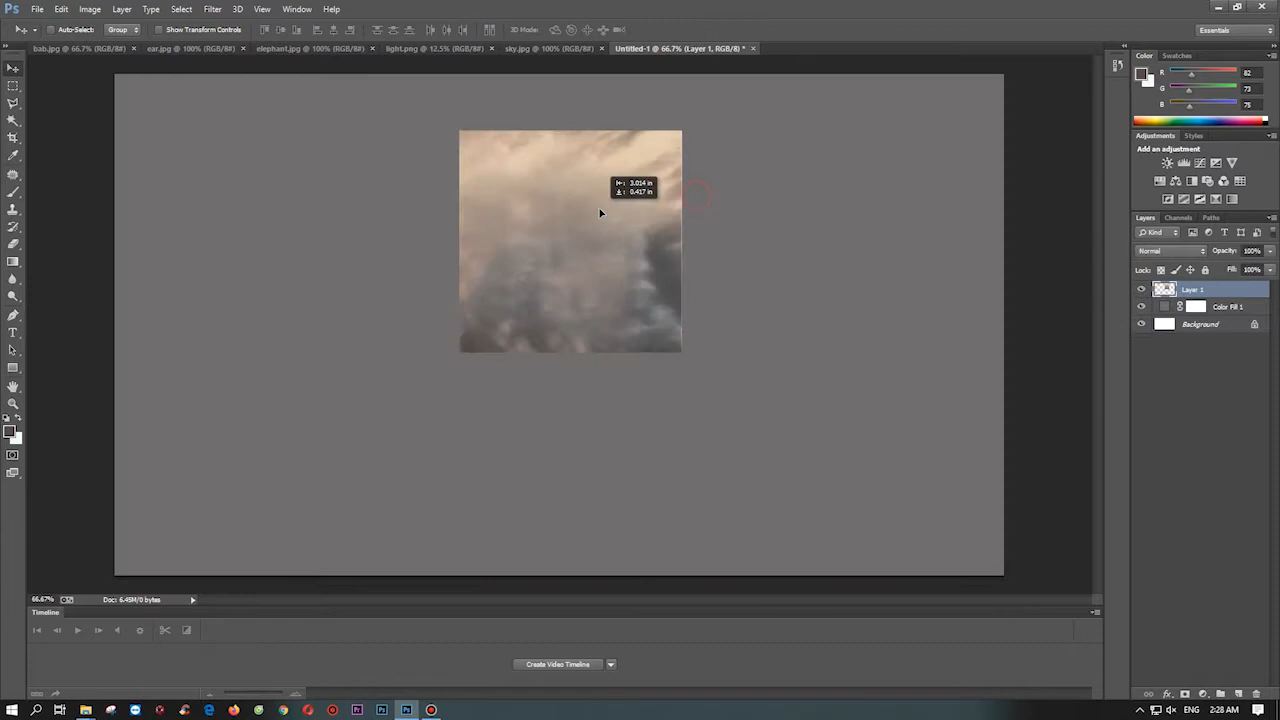 Ps File Edit Image Layer Type Select Filter 3D View Window Help
Auto-Select: Group Show Transform Controls 3D Mode: Essentials
bab.jpg @ 66.7% (RGB/8#) × ear.jpg @ 100% (RGB/8#) × elephant.jpg @ 100% (RGB/8#) × light.png @ 12.5% (RGB/8#) × sky.jpg @ 100% (RGB/8#) × Untitled-1 @ 66.7% (Layer 1, RGB/8) * ×
Color Swatches
R 82
G 73
B 75
Adjustments Styles
Add an adjustment
3.014 in
0.417 in
Layers Channels Paths
Kind
Normal Opacity: 100%
Lock: Fill: 100%
Layer 1
Color Fill 1
Background
66.67% Doc: 6.45M/0 bytes
Timeline
Create Video Timeline
ENG 2:28 AM